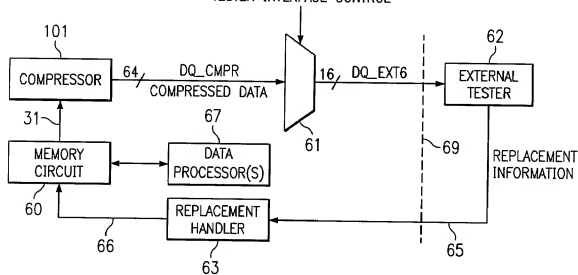 TESTER INTERFACE CONTROL
101
COMPRESSOR
64
DQ_CMPR
COMPRESSED DATA
16
DQ_EXT6
62
EXTERNAL
TESTER
31
67
61
69
MEMORY
CIRCUIT
DATA
PROCESSOR(S)
REPLACEMENT
INFORMATION
60
REPLACEMENT
HANDLER
66
63
65